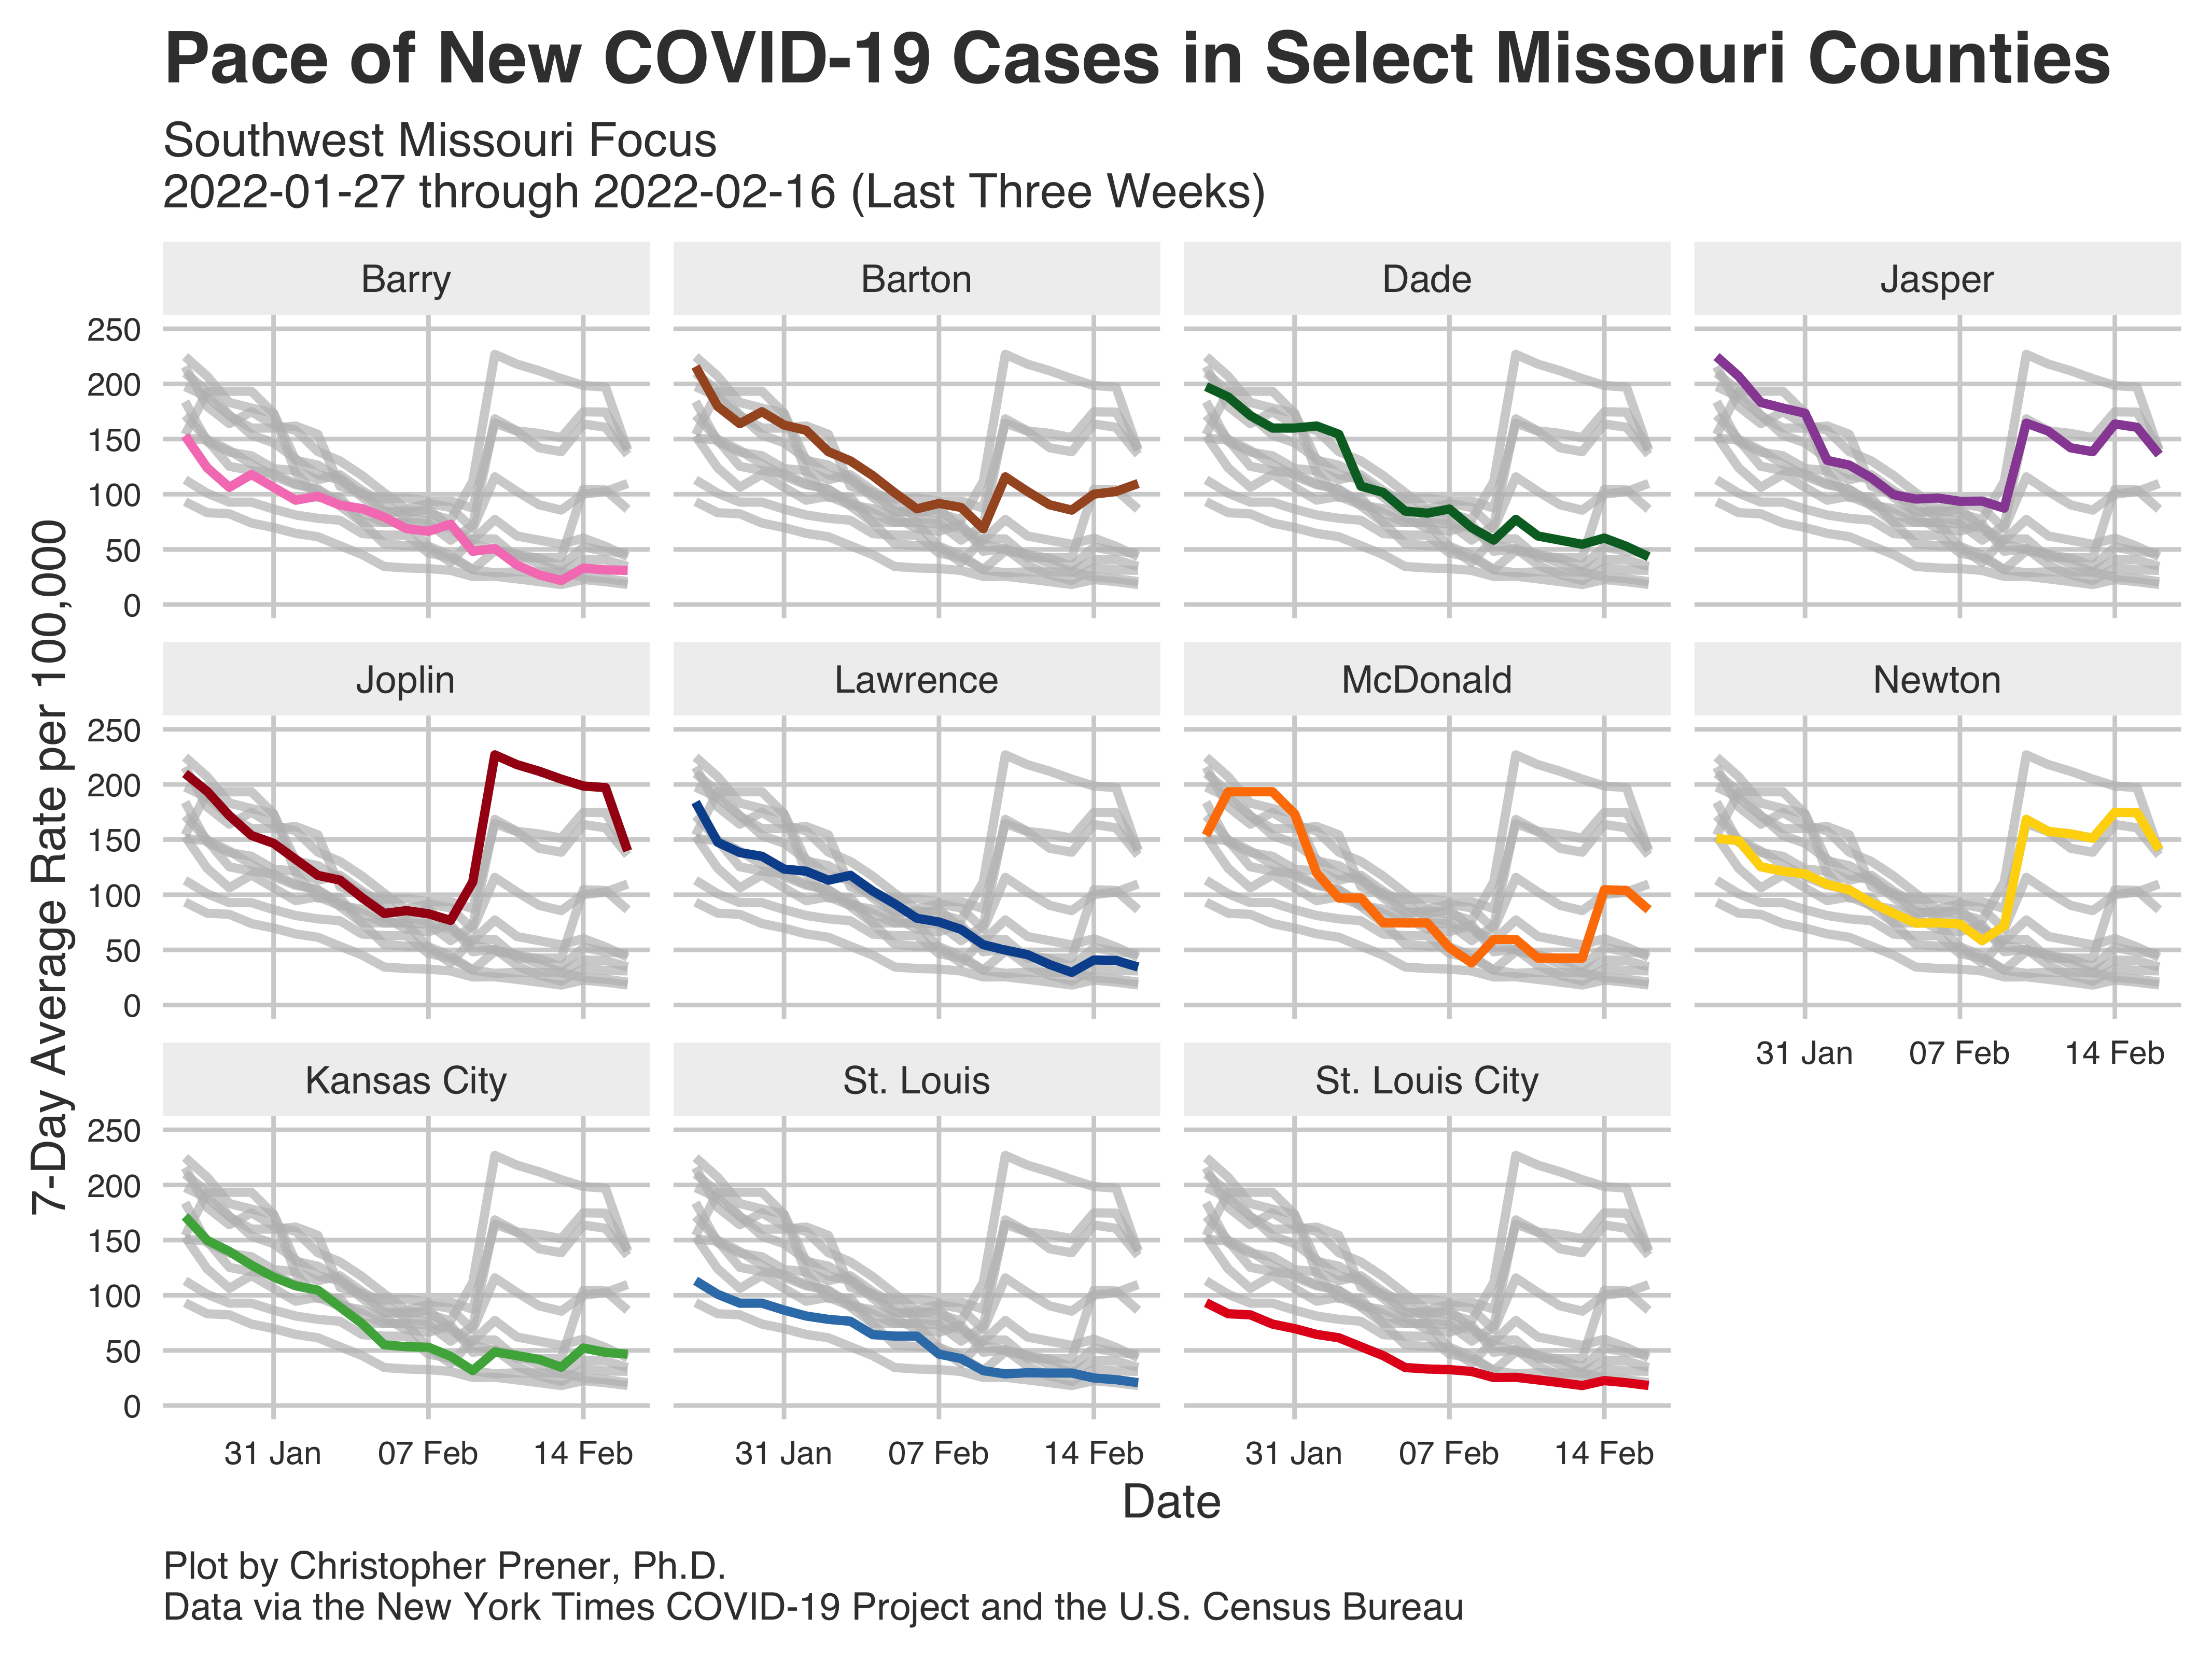 Pace of New COVID-19 Cases in Select Missouri Counties
Southwest Missouri Focus
2022-01-27 through 2022-02-16 (Last Three Weeks)
7-Day Average Rate per 100,000
Barry
Barton
Dade
Jasper
250
200
150
100
50
0
Joplin
Lawrence
McDonald
Newton
250
200
150
100
50
0
31 Jan
07 Feb
14 Feb
Kansas City
St. Louis
St. Louis City
250
200
150
100
50
0
31 Jan
07 Feb
14 Feb
31 Jan
07 Feb
14 Feb
31 Jan
07 Feb
14 Feb
Date
Plot by Christopher Prener, Ph.D.
Data via the New York Times COVID-19 Project and the U.S. Census Bureau